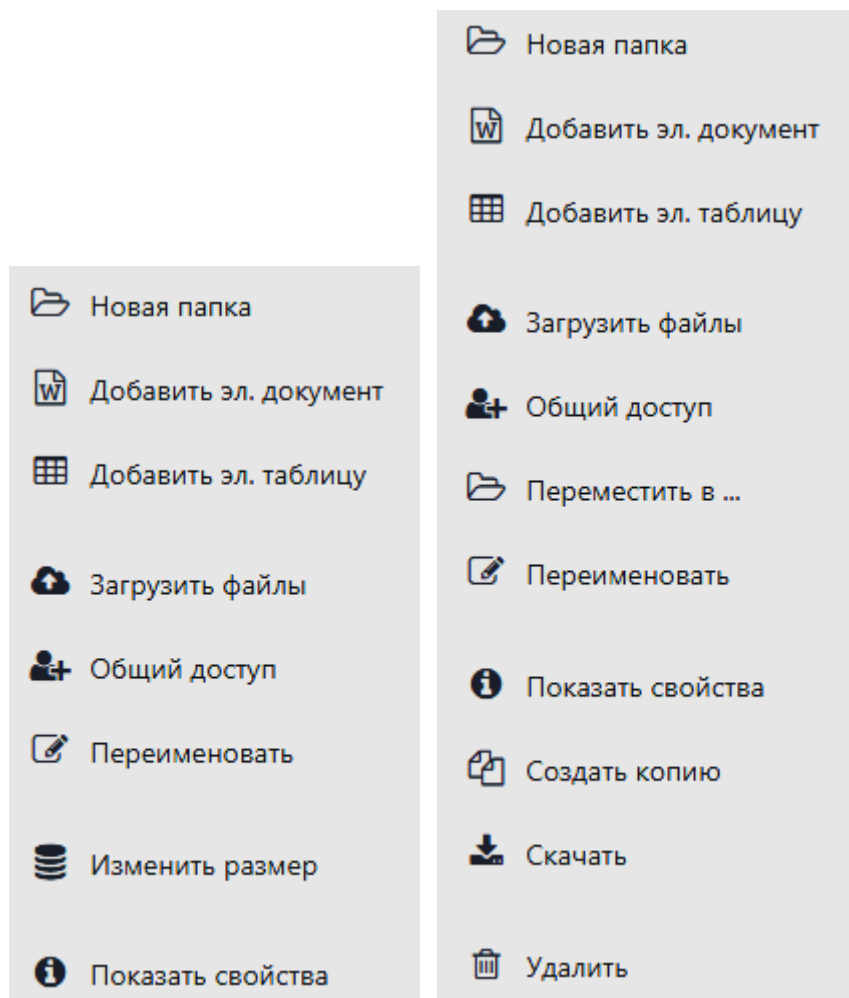 Новая папка
Добавить эл. документ
Добавить эл. таблицу
Загрузить файлы
Общий доступ
Переименовать
Изменить размер
Показать свойства
Новая папка
Добавить эл. документ
Добавить эл. таблицу
Загрузить файлы
Общий доступ
Переместить в ...
Переименовать
Показать свойства
Создать копию
Скачать
Удалить